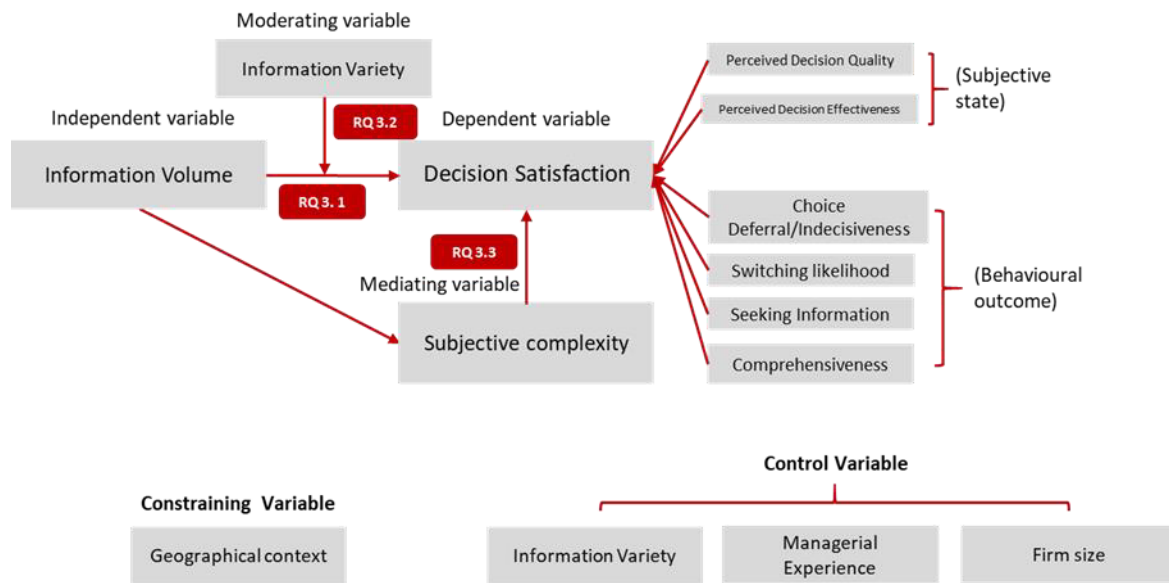 Moderating variable
Information Variety
Independent variable
RQ 3.2
Dependent variable
Information Volume
RQ 3. 1
Decision Satisfaction
RQ 3.3
Mediating variable
Subjective complexity
Perceived Decision Quality
Perceived Decision Effectiveness
(Subjective
state)
Choice
Deferral/Indecisiveness
Switching likelihood
Seeking Information
Comprehensiveness
(Behavioural
outcome)
Constraining Variable
Geographical context
Control Variable
Information Variety
Managerial
Experience
Firm size